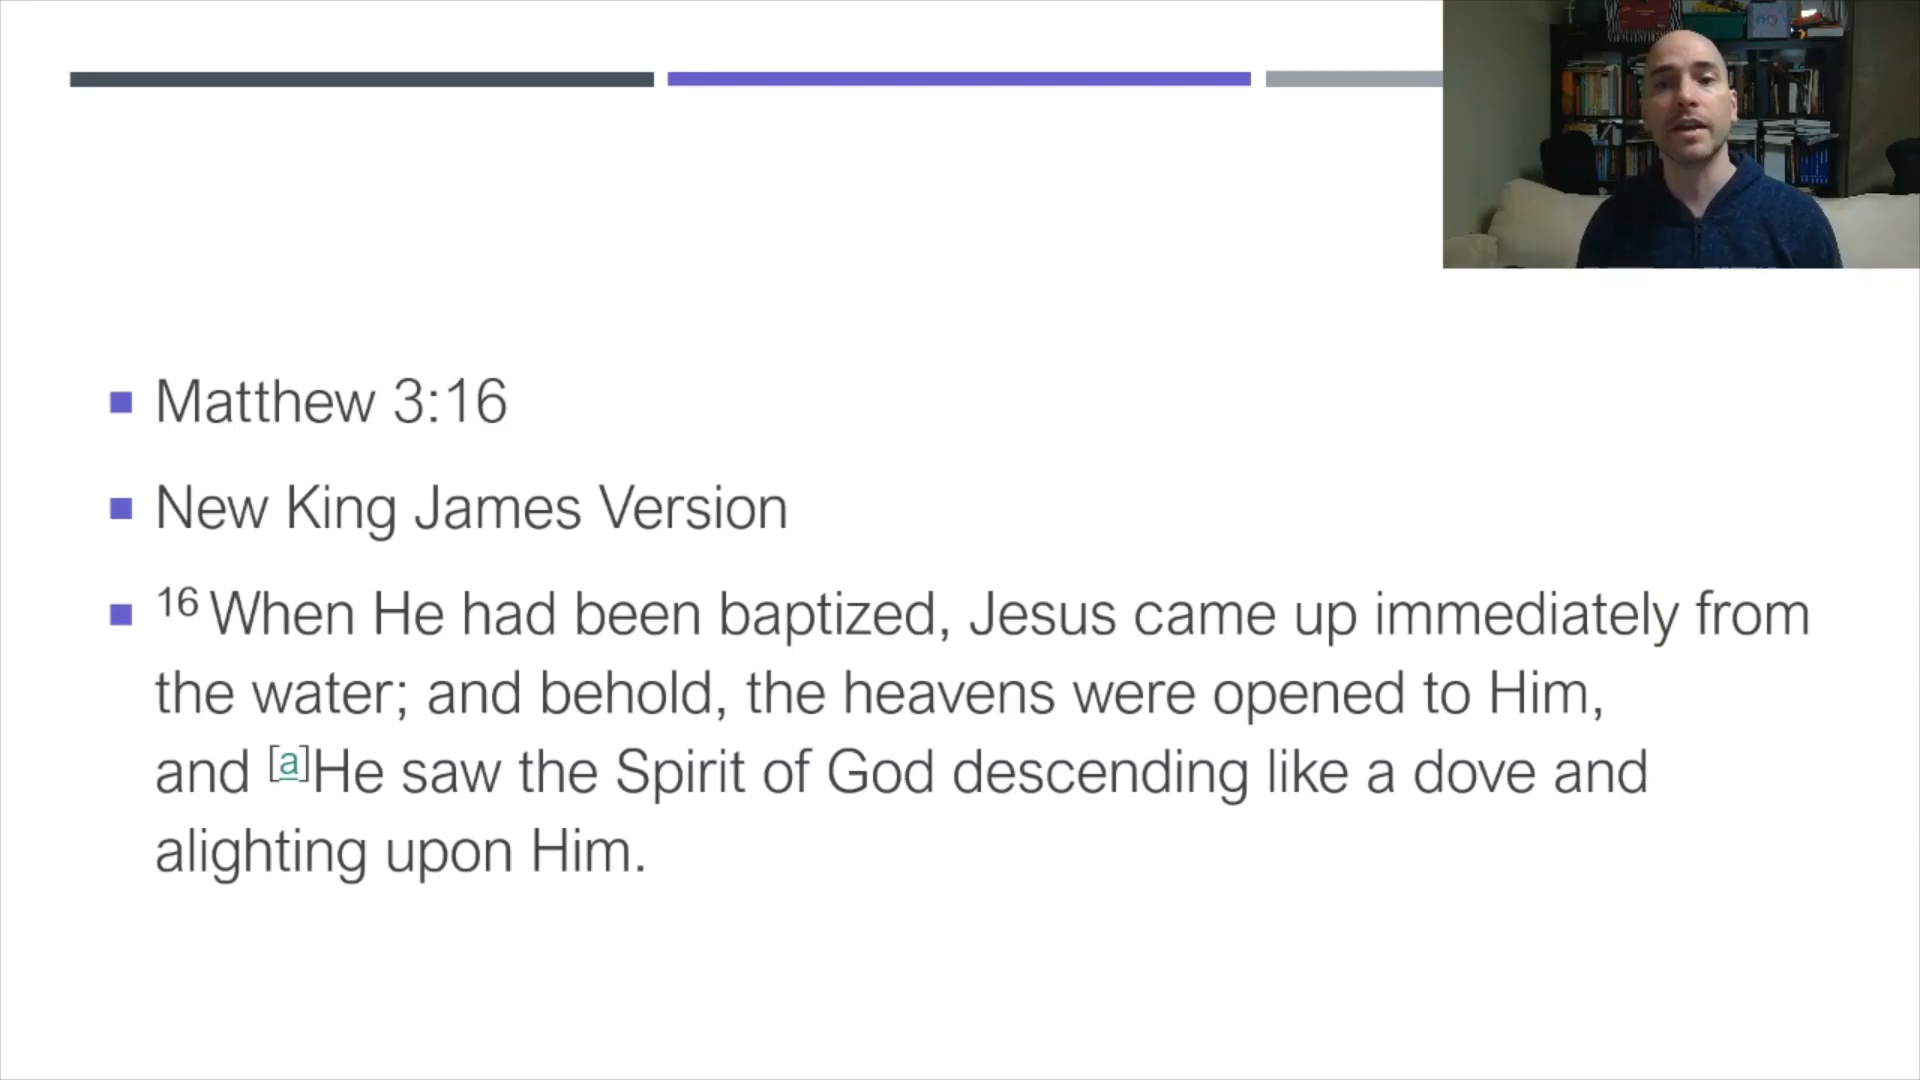 Matthew 3:16
New King James Version
16 When He had been baptized, Jesus came up immediately from
the water; and behold, the heavens were opened to Him,
and [a]He saw the Spirit of God descending like a dove and
alighting upon Him.